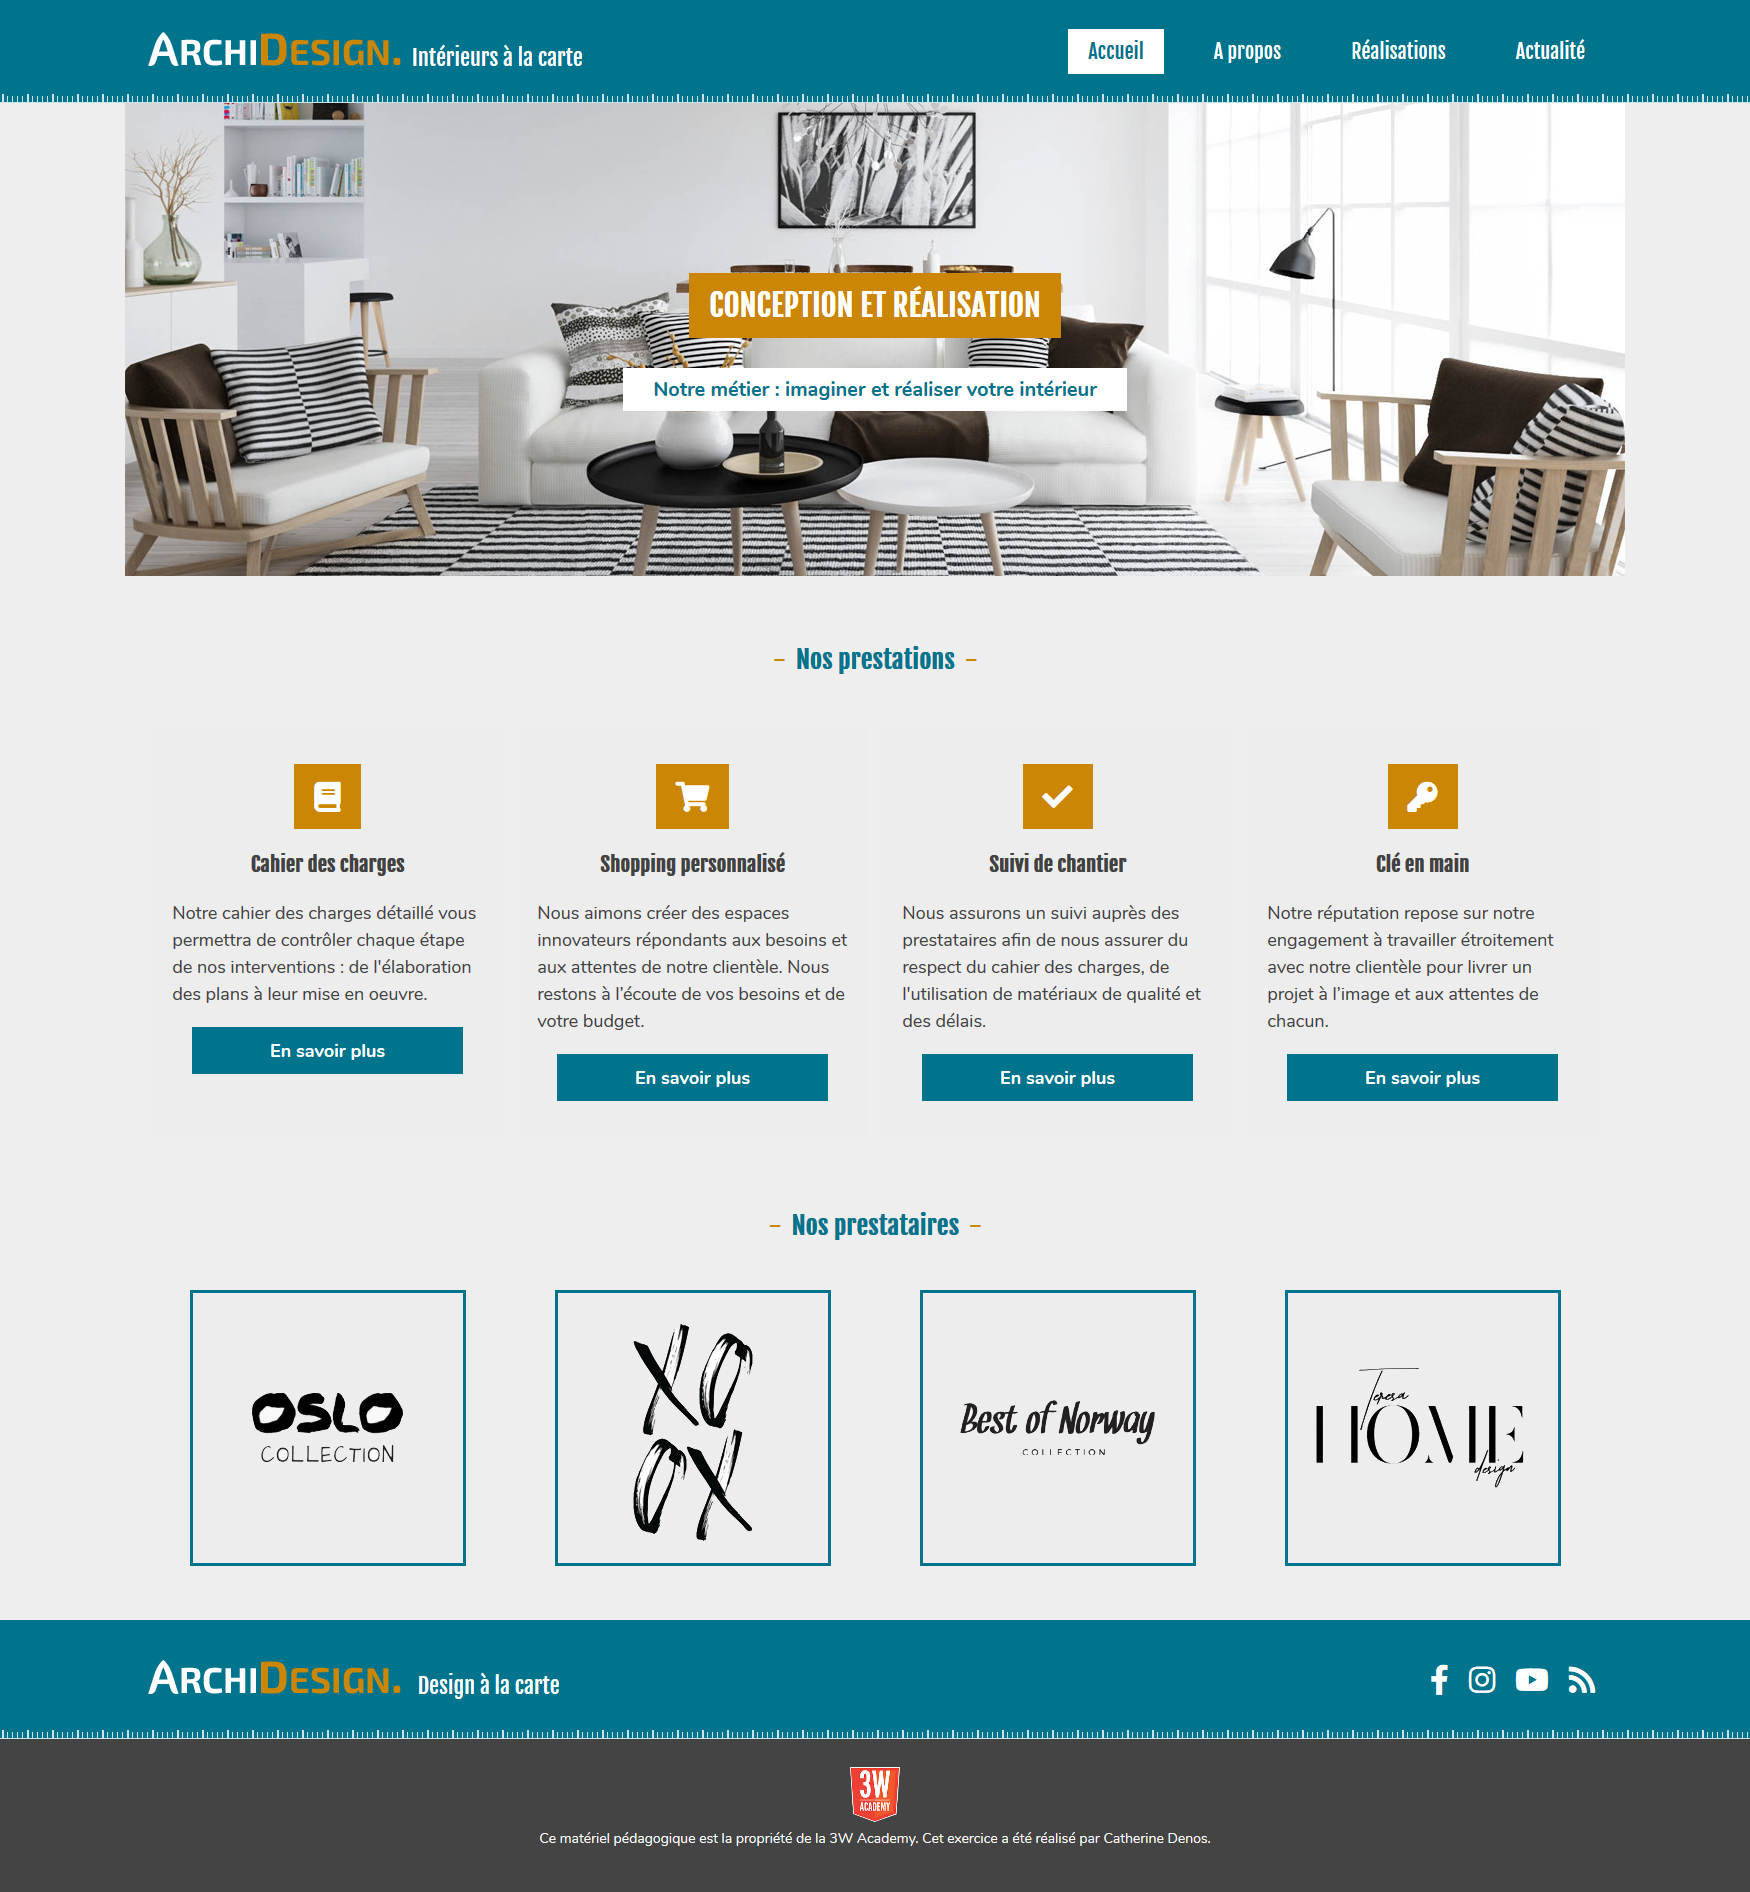 ARCHIDESIGN. Intérieurs à la carte
Accueil A propos Réalisations Actualité
CONCEPTION ET RÉALISATION
Notre métier : imaginer et réaliser votre intérieur
– Nos prestations –
Cahier des charges
Notre cahier des charges détaillé vous
permettra de contrôler chaque étape
de nos interventions : de l'élaboration
des plans à leur mise en oeuvre.
En savoir plus
Shopping personnalisé
Nous aimons créer des espaces
innovateurs répondants aux besoins et
aux attentes de notre clientèle. Nous
restons à l’écoute de vos besoins et de
votre budget.
En savoir plus
Suivi de chantier
Nous assurons un suivi auprès des
prestataires afin de nous assurer du
respect du cahier des charges, de
l'utilisation de matériaux de qualité et
des délais.
En savoir plus
Clé en main
Notre réputation repose sur notre
engagement à travailler étroitement
avec notre clientèle pour livrer un
projet à l’image et aux attentes de
chacun.
En savoir plus
– Nos prestataires –
OSLO
COLLECTION
XO
OX
Best of Norway
COLLECTION
Teresa
HOME
design
ARCHIDESIGN. Design à la carte
3W
ACADEMY
Ce matériel pédagogique est la propriété de la 3W Academy. Cet exercice a été réalisé par Catherine Denos.